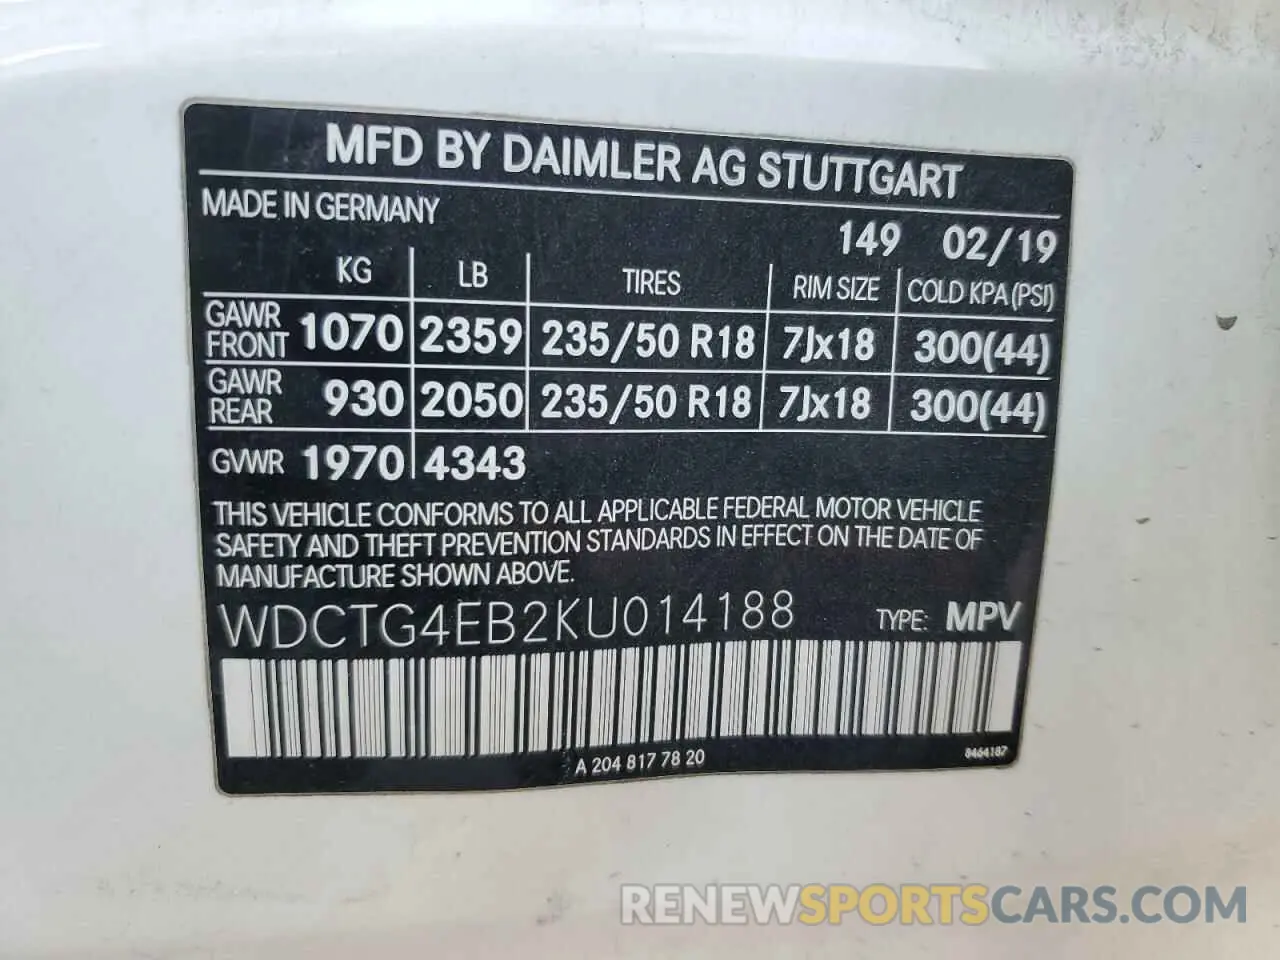 MFD BY DAIMLER AG STUTTGART
MADE IN GERMANY
149 02/19
KG LB TIRES RIM SIZE COLD KPA (PSI)
GAWR FRONT 1070 2359 235/50 R18 7Jx18 300(44)
GAWR REAR 930 2050 235/50 R18 7Jx18 300(44)
GVWR 1970 4343
THIS VEHICLE CONFORMS TO ALL APPLICABLE FEDERAL MOTOR VEHICLE
SAFETY AND THEFT PREVENTION STANDARDS IN EFFECT ON THE DATE OF
MANUFACTURE SHOWN ABOVE.
WDCTG4EB2KU014188 TYPE: MPV
A 204 817 78 20 8464187
RENEWSPORTSCARS.COM